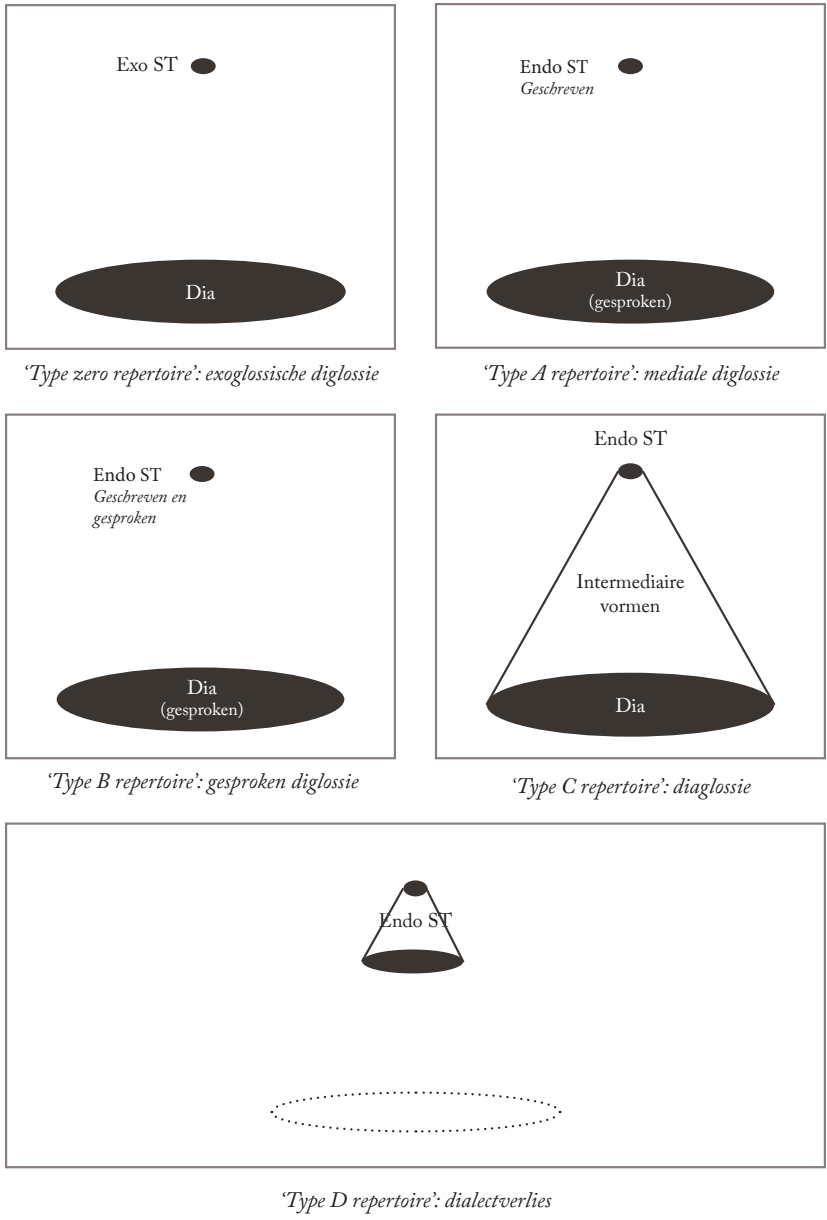 Exo ST
Dia
‘Type zero repertoire’: exoglossische diglossie
Endo ST
Geschreven
Dia
(gesproken)
‘Type A repertoire’: mediale diglossie
Endo ST
Geschreven en
gesproken
Dia
(gesproken)
‘Type B repertoire’: gesproken diglossie
Endo ST
Intermediaire
vormen
Dia
‘Type C repertoire’: diaglossie
Endo ST
‘Type D repertoire’: dialectverlies